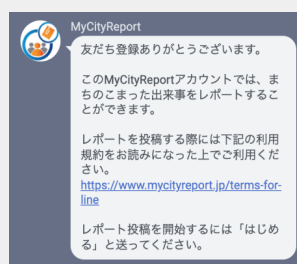 MyCityReport
友だち登録ありがとうございます。
このMyCityReportアカウントでは、ま
ちのこまった出来事をレポートするこ
とができます。
レポートを投稿する際には下記の利用
規約をお読みになった上でご利用くだ
さい。
https://www.mycityreport.jp/terms-for-
line
レポート投稿を開始するには「はじめ
る」と送ってください。